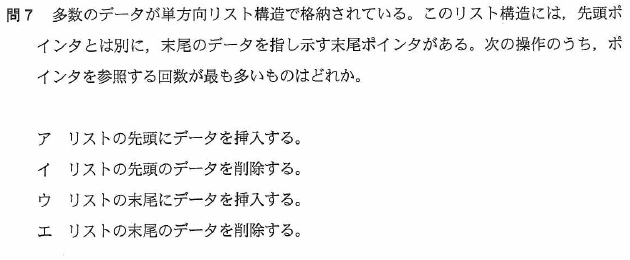 問７　多数のデータが単方向リスト構造で格納されている。このリスト構造には，先頭ポ
インタとは別に，末尾のデータを指し示す末尾ポインタがある。次の操作のうち，ポ
インタを参照する回数が最も多いものはどれか。
ア　リストの先頭にデータを挿入する。
イ　リストの先頭のデータを削除する。
ウ　リストの末尾にデータを挿入する。
エ　リストの末尾のデータを削除する。